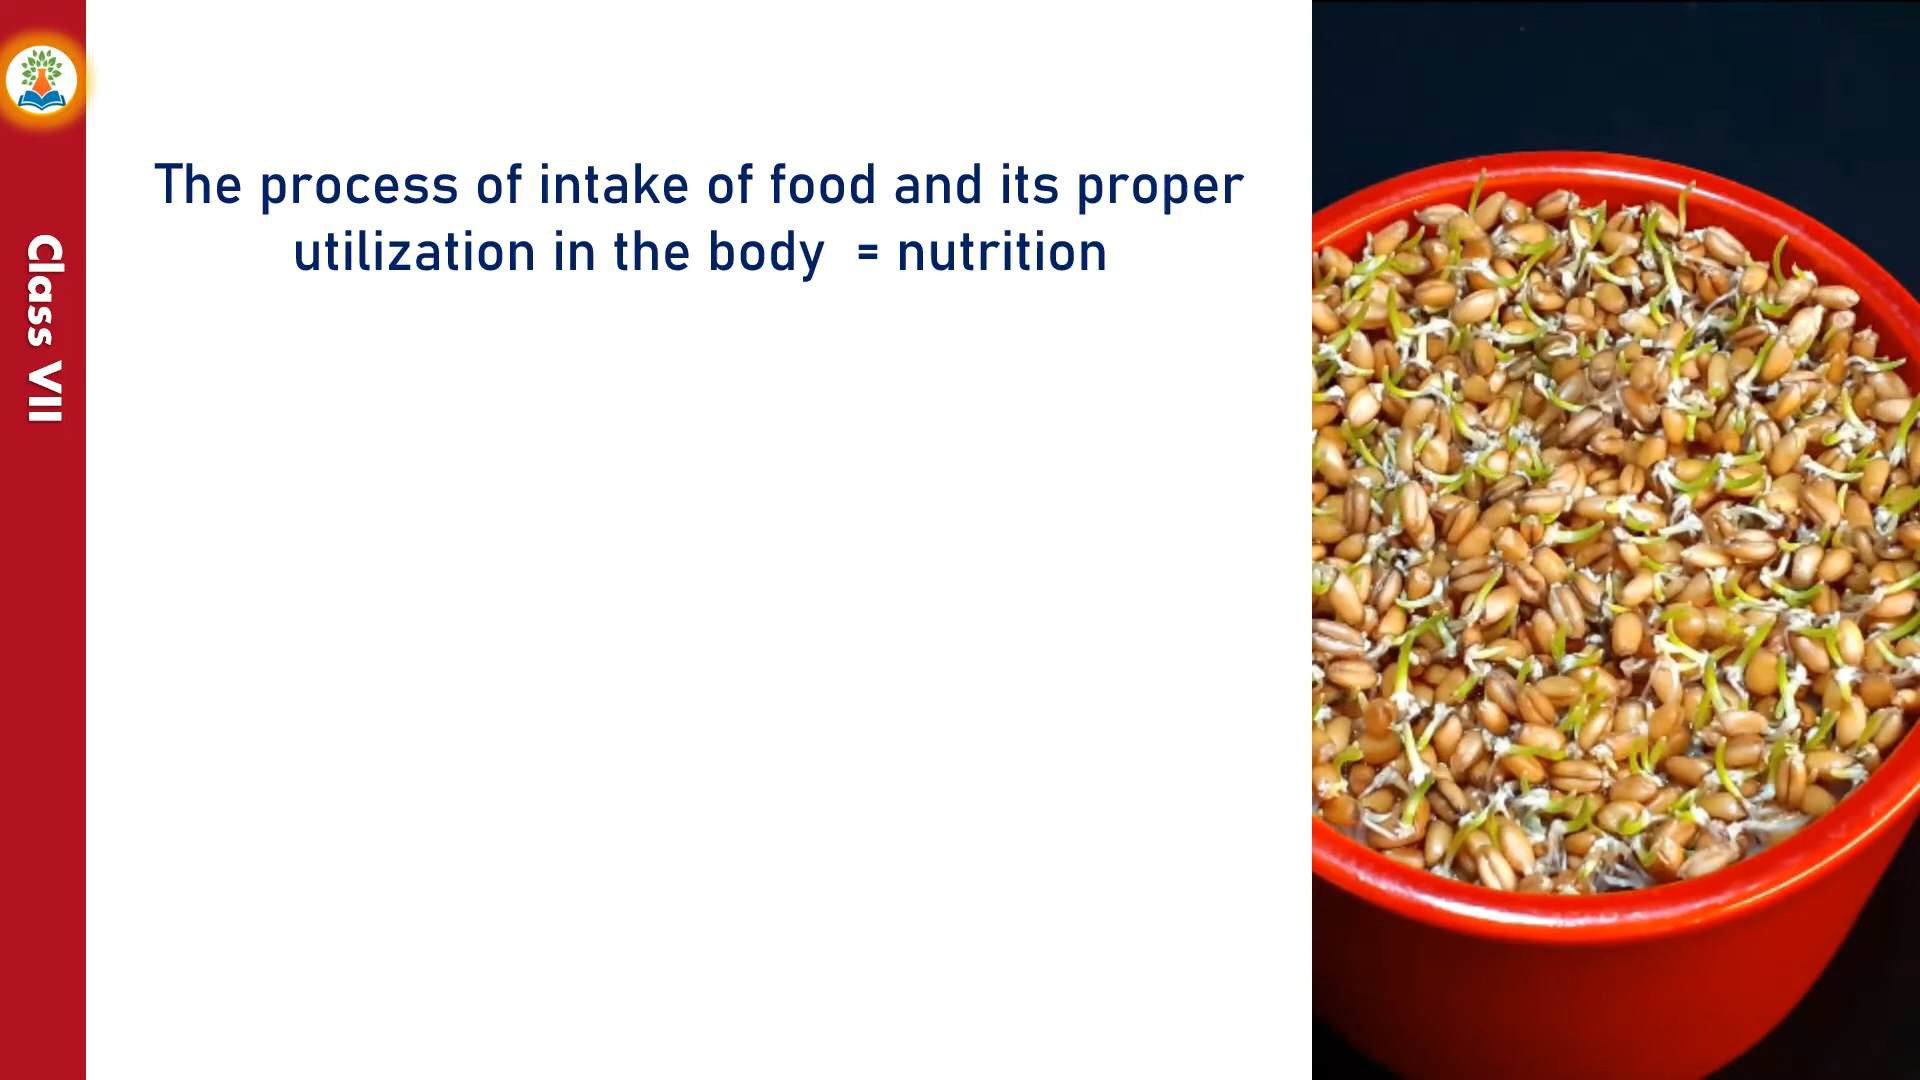 Class VII
The process of intake of food and its proper
utilization in the body = nutrition